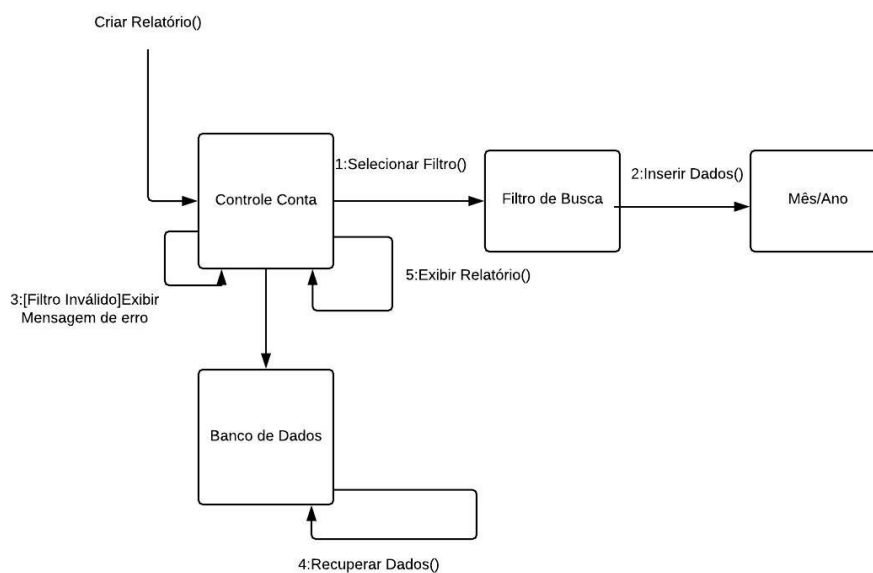 Criar Relatório()
1:Selecionar Filtro()
2:Inserir Dados()
Controle Conta
Filtro de Busca
Mês/Ano
5:Exibir Relatório()
3:[Filtro Inválido]Exibir
Mensagem de erro
Banco de Dados
4:Recuperar Dados()